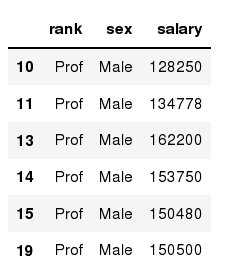 rank sex salary
10 Prof Male 128250
11 Prof Male 134778
13 Prof Male 162200
14 Prof Male 153750
15 Prof Male 150480
19 Prof Male 150500